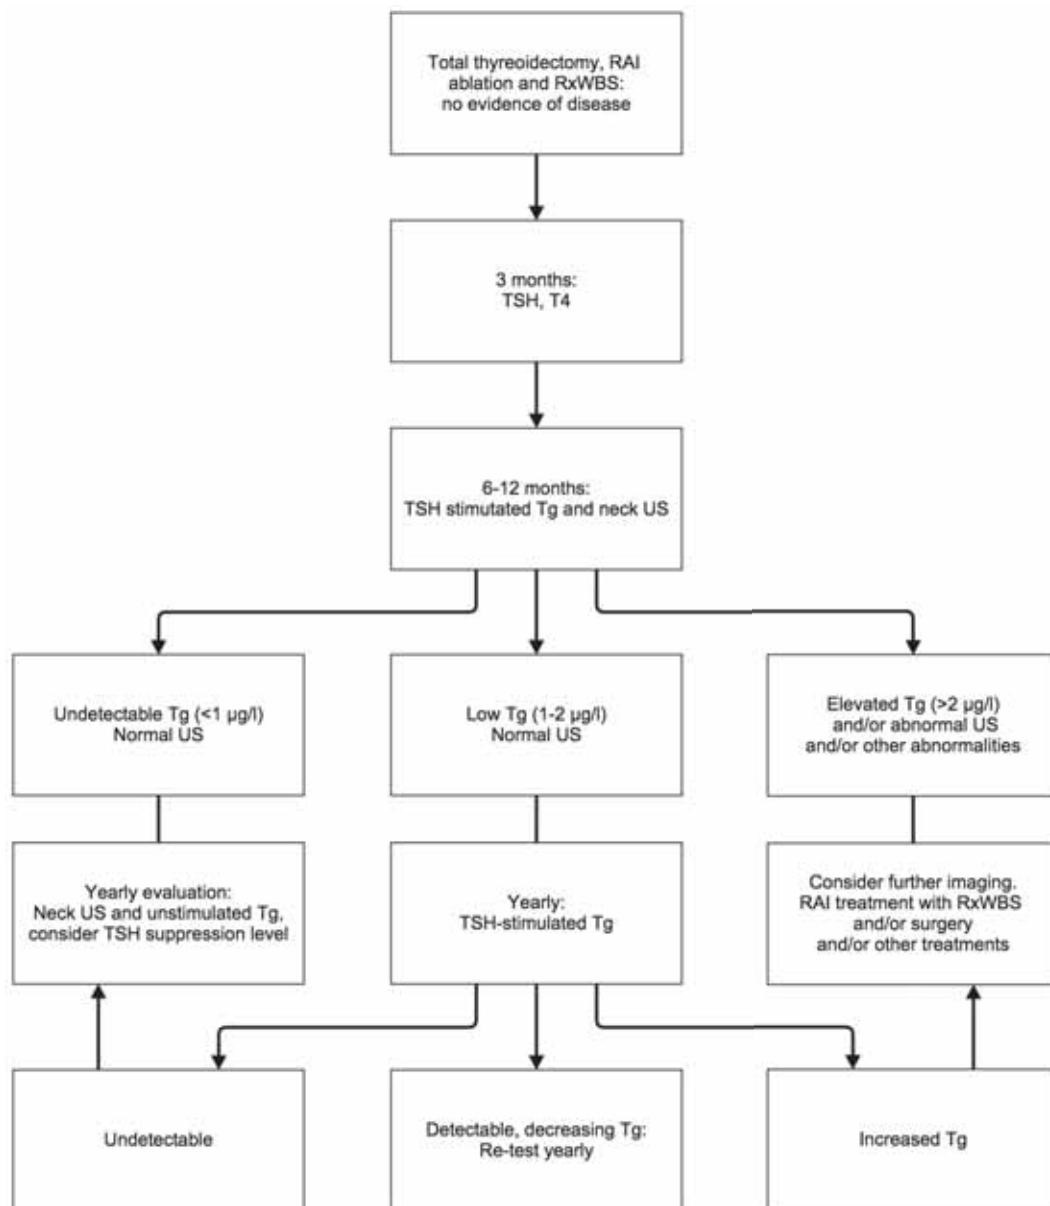 Total thyreoidectomy, RAI
ablation and RxWBS:
no evidence of disease
3 months:
TSH, T4
6-12 months:
TSH stimutated Tg and neck US
Undetectable Tg (<1 µg/l)
Normal US
Low Tg (1-2 µg/l)
Normal US
Elevated Tg (>2 µg/l)
and/or abnormal US
and/or other abnormalities
Yearly evaluation:
Neck US and unstimulated Tg,
consider TSH suppression level
Yearly:
TSH-stimulated Tg
Consider further imaging.
RAI treatment with RxWBS
and/or surgery
and/or other treatments
Undetectable
Detectable, decreasing Tg:
Re-test yearly
Increased Tg